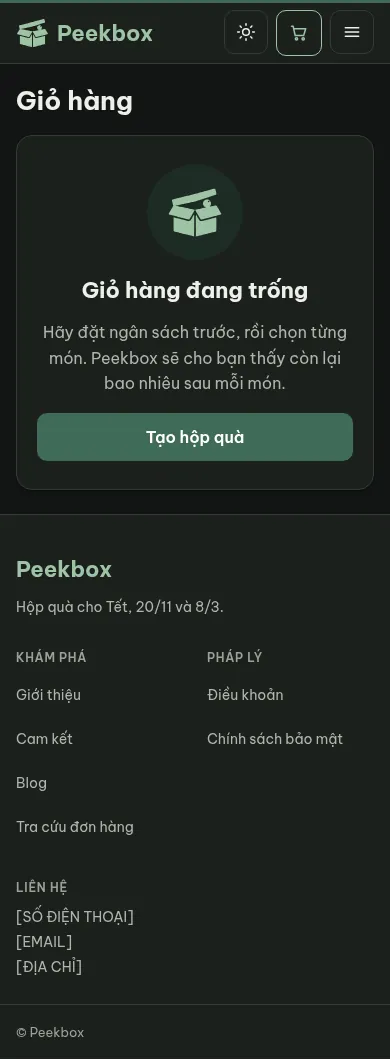 Peekbox
Giỏ hàng
Giỏ hàng đang trống
Hãy đặt ngân sách trước, rồi chọn từng
món. Peekbox sẽ cho bạn thấy còn lại
bao nhiêu sau mỗi món.
Tạo hộp quà
Peekbox
Hộp quà cho Tết, 20/11 và 8/3.
KHÁM PHÁ
Giới thiệu
Cam kết
Blog
Tra cứu đơn hàng
PHÁP LÝ
Điều khoản
Chính sách bảo mật
LIÊN HỆ
[SỐ ĐIỆN THOẠI]
[EMAIL]
[ĐỊA CHỈ]
© Peekbox